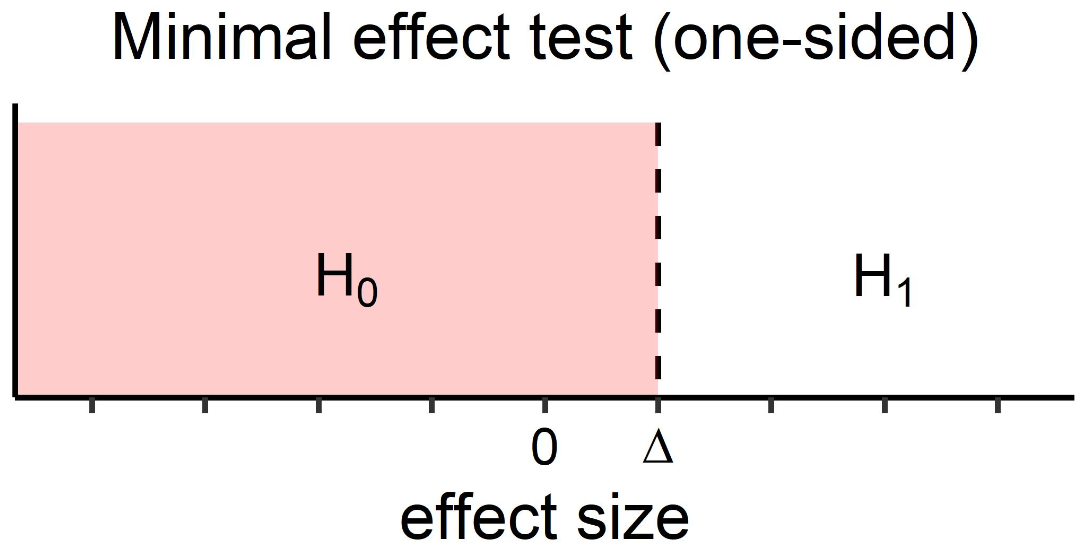 Minimal effect test (one-sided)
H₀ H₁
0 Δ
effect size